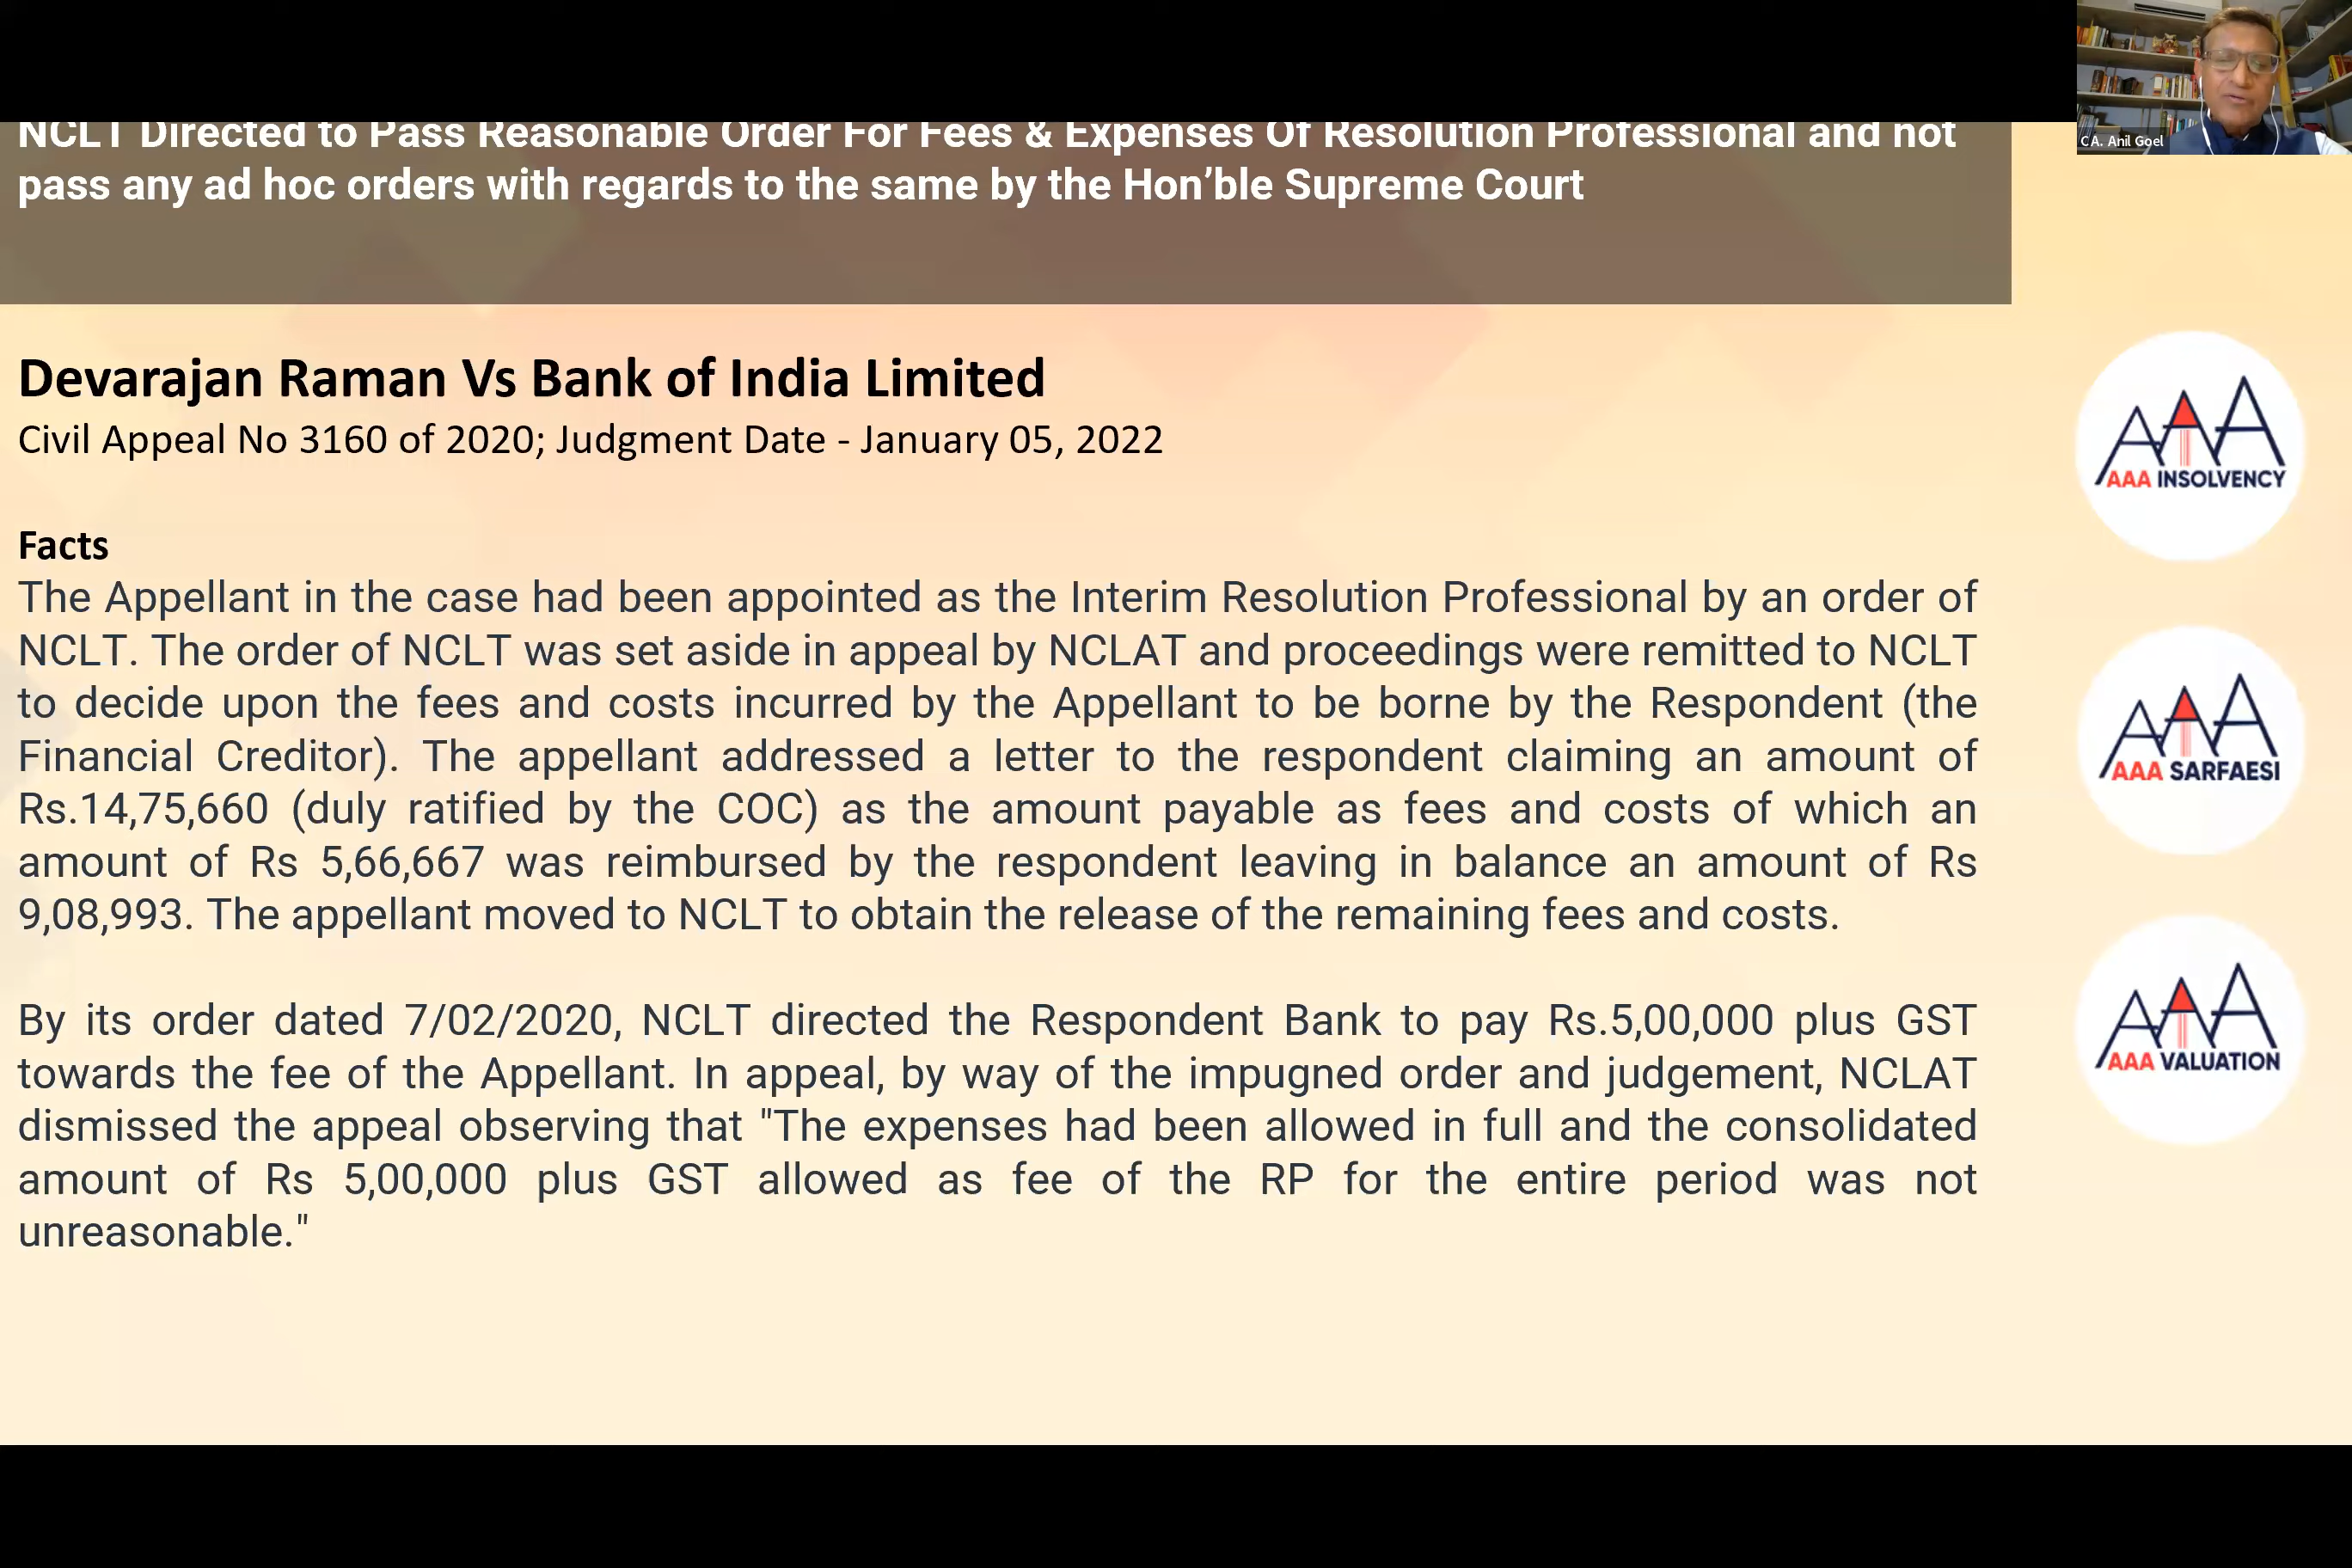 NCLT Directed to Pass Reasonable Order For Fees & Expenses Of Resolution Professional and not
pass any ad hoc orders with regards to the same by the Hon’ble Supreme Court
CA. Anil Goel
Devarajan Raman Vs Bank of India Limited
Civil Appeal No 3160 of 2020; Judgment Date - January 05, 2022
Facts
The Appellant in the case had been appointed as the Interim Resolution Professional by an order of
NCLT. The order of NCLT was set aside in appeal by NCLAT and proceedings were remitted to NCLT
to decide upon the fees and costs incurred by the Appellant to be borne by the Respondent (the
Financial Creditor). The appellant addressed a letter to the respondent claiming an amount of
Rs.14,75,660 (duly ratified by the COC) as the amount payable as fees and costs of which an
amount of Rs 5,66,667 was reimbursed by the respondent leaving in balance an amount of Rs
9,08,993. The appellant moved to NCLT to obtain the release of the remaining fees and costs.
By its order dated 7/02/2020, NCLT directed the Respondent Bank to pay Rs.5,00,000 plus GST
towards the fee of the Appellant. In appeal, by way of the impugned order and judgement, NCLAT
dismissed the appeal observing that "The expenses had been allowed in full and the consolidated
amount of Rs 5,00,000 plus GST allowed as fee of the RP for the entire period was not
unreasonable."
AAA INSOLVENCY
AAA SARFAESI
AAA VALUATION